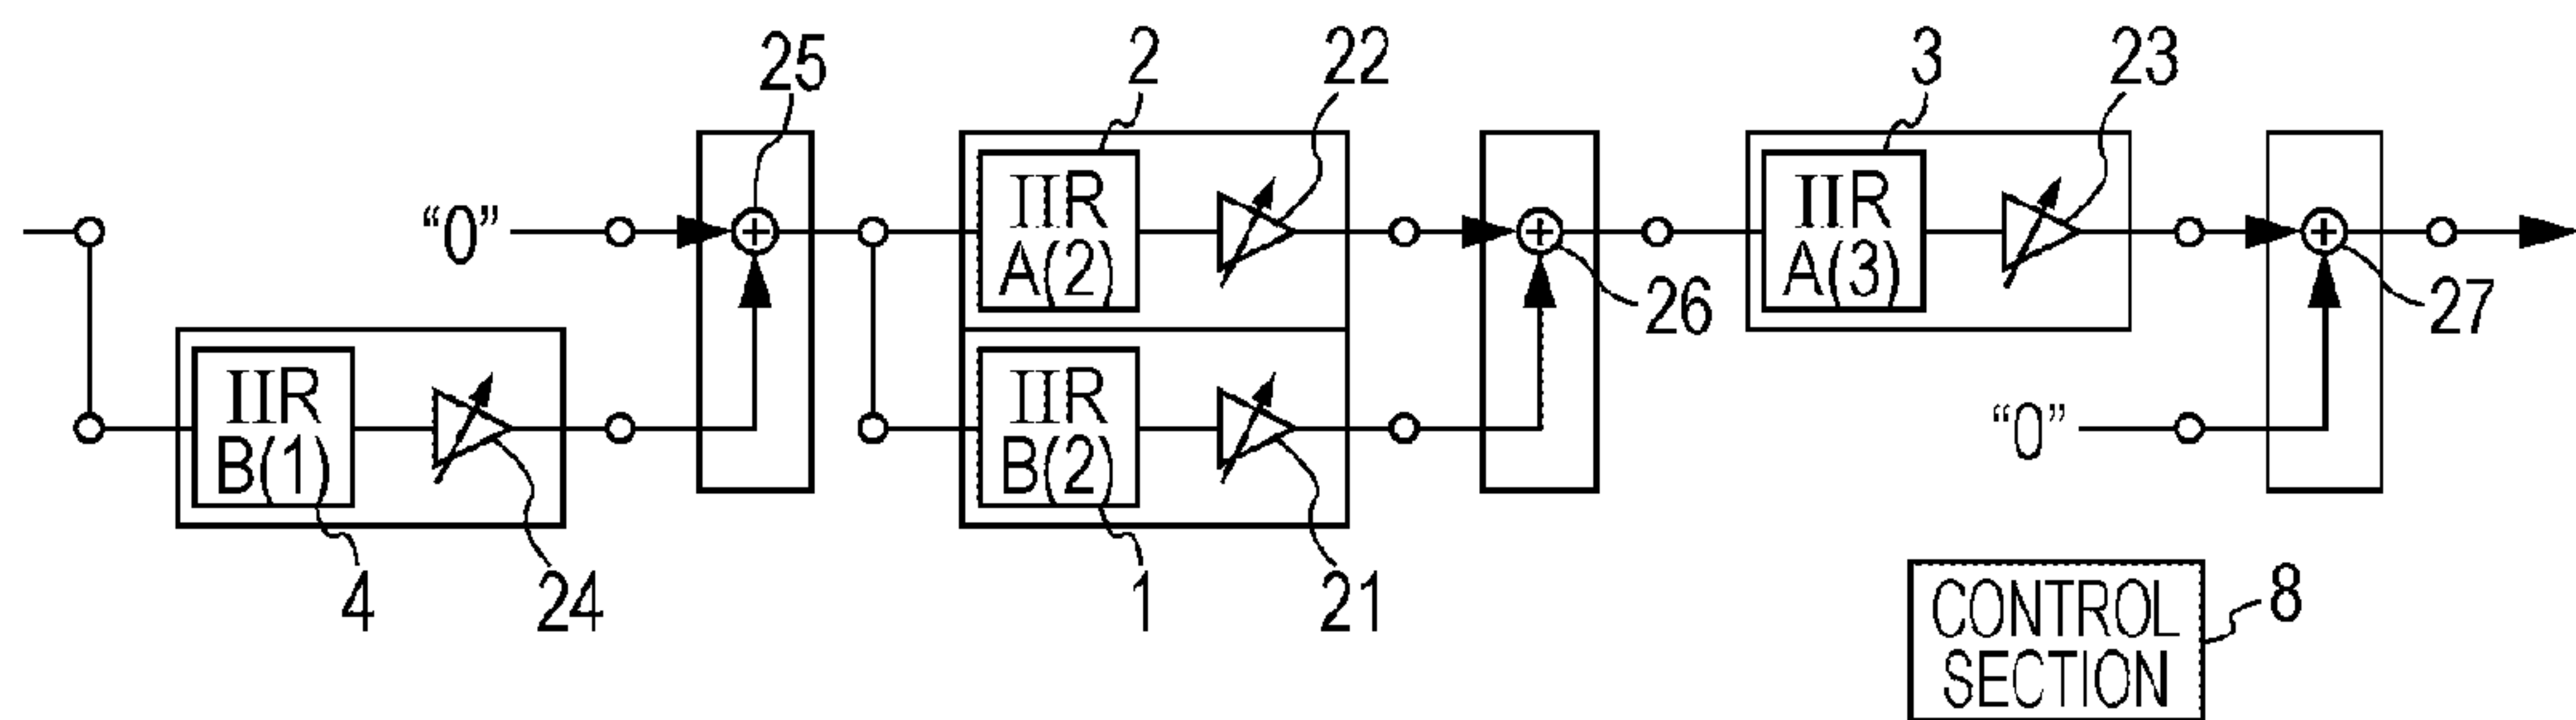 25
2
22
3
23
"0"
IIR
A(2)
IIR
A(3)
26
27
IIR
B(1)
IIR
B(2)
"0"
4
24
1
21
CONTROL
SECTION
8